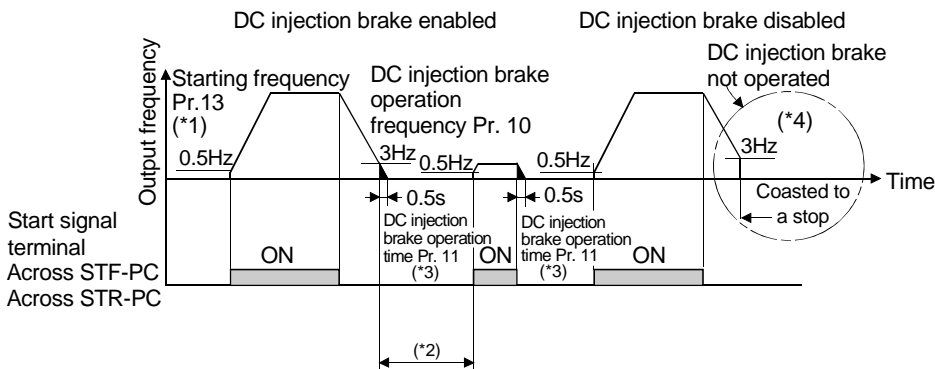 DC injection brake enabled
DC injection brake disabled
DC injection brake
not operated
Output frequency
Starting frequency
Pr.13
(*1)
DC injection brake
operation
frequency Pr. 10
(*4)
0.5Hz
3Hz
0.5Hz
0.5Hz
3Hz
Time
0.5s
0.5s
Coasted to
a stop
DC injection
brake operation
time Pr. 11
(*3)
DC injection
brake operation
time Pr. 11
(*3)
Start signal
terminal
Across STF-PC
Across STR-PC
ON
ON
ON
(*2)